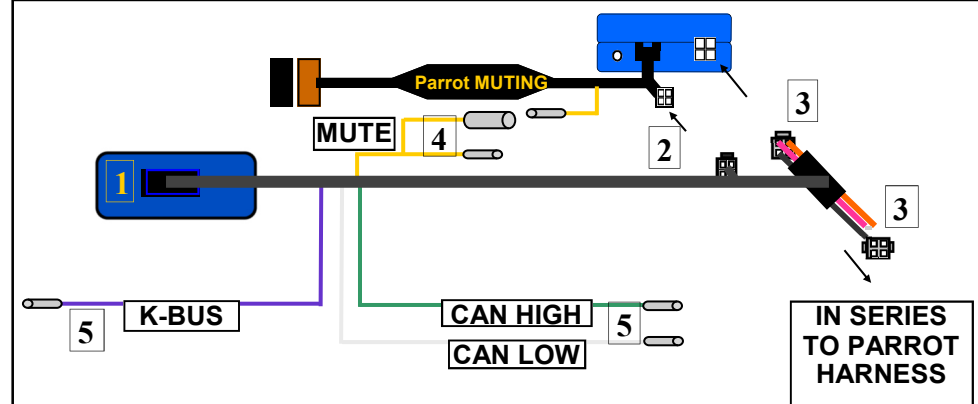 Parrot MUTING
3
MUTE
4
2
1
3
K-BUS
5
CAN HIGH
5
CAN LOW
IN SERIES
TO PARROT
HARNESS